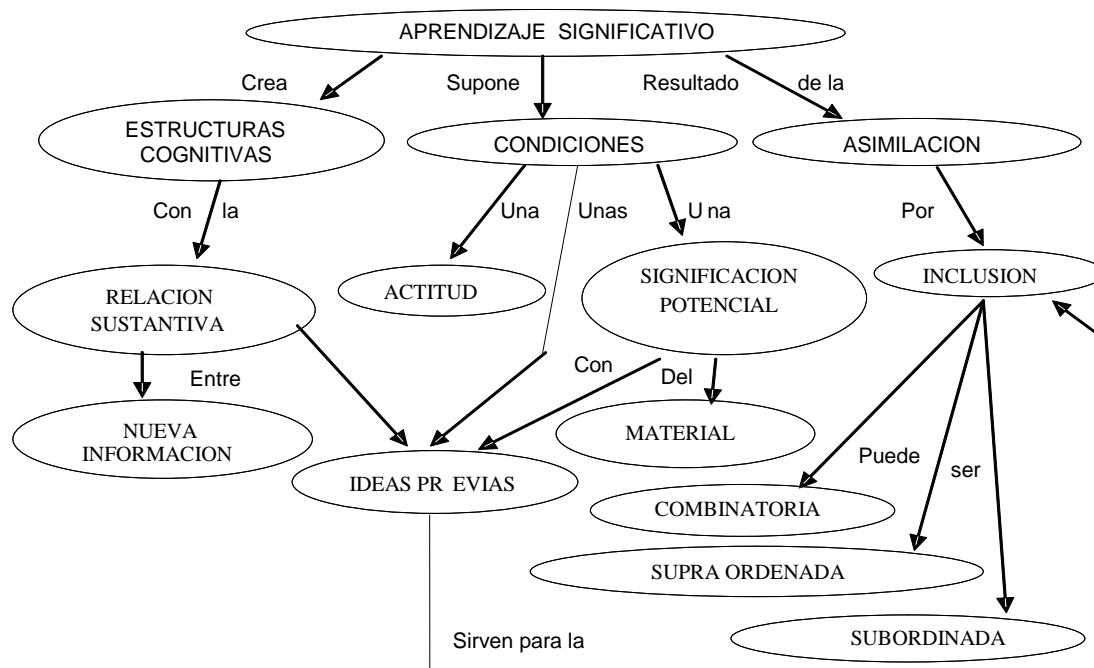 APRENDIZAJE SIGNIFICATIVO
Crea
Supone
Resultado de la
ESTRUCTURAS
COGNITIVAS
CONDICIONES
ASIMILACION
Con la
Una
Unas
U na
Por
RELACION
SUSTANTIVA
ACTITUD
SIGNIFICACION
POTENCIAL
INCLUSION
Entre
Con
Del
NUEVA
INFORMACION
MATERIAL
IDEAS PR EVIAS
Puede ser
COMBINATORIA
SUPRA ORDENADA
SUBORDINADA
Sirven para la